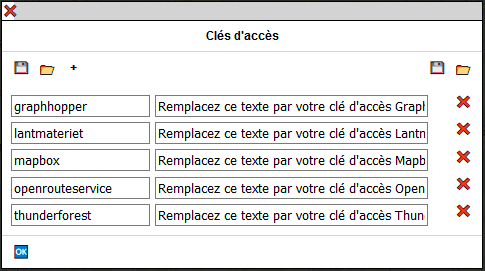 Clés d'accès
+
graphhopper Remplacez ce texte par votre clé d'accès Grap
lantmateriet Remplacez ce texte par votre clé d'accès Lantn
mapbox Remplacez ce texte par votre clé d'accès Mapb
openrouteservice Remplacez ce texte par votre clé d'accès Open
thunderforest Remplacez ce texte par votre clé d'accès Thun
OK